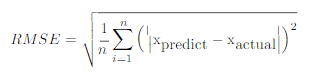 RMSE = √(1/n ∑_{i=1}^{n} (|x_predict − x_actual|)^2)